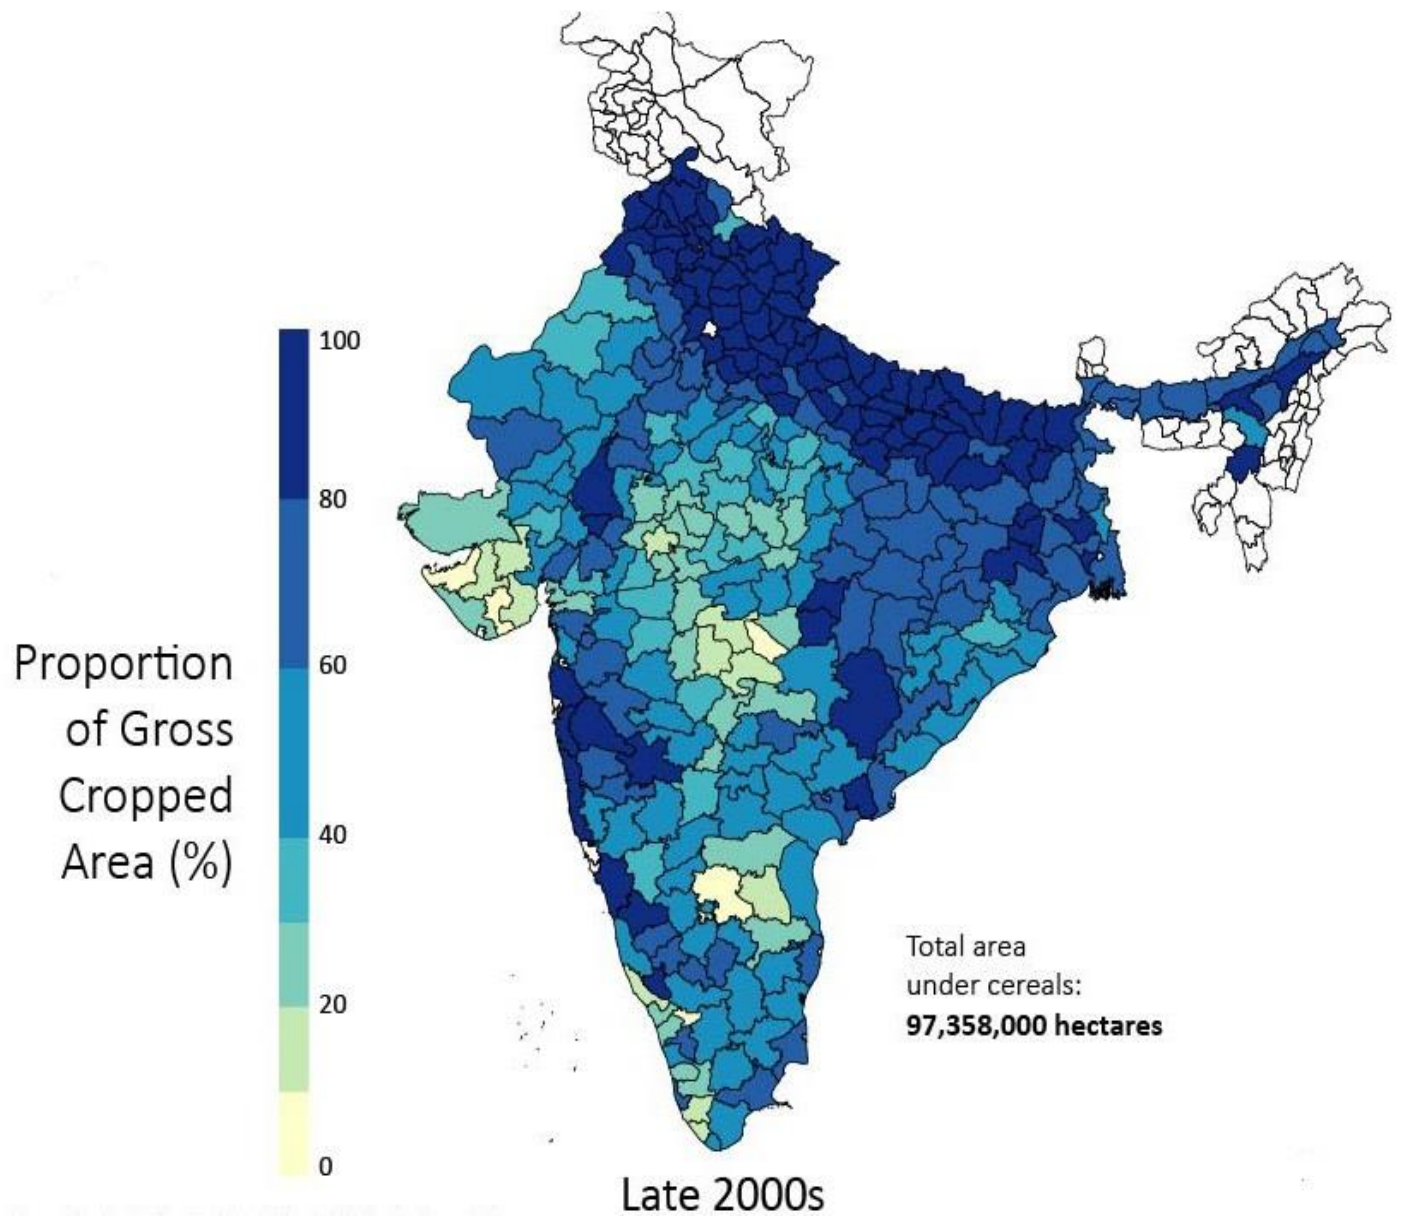 100
80
60
40
20
0
Proportion
of Gross
Cropped
Area (%)
Total area
under cereals:
97,358,000 hectares
Late 2000s